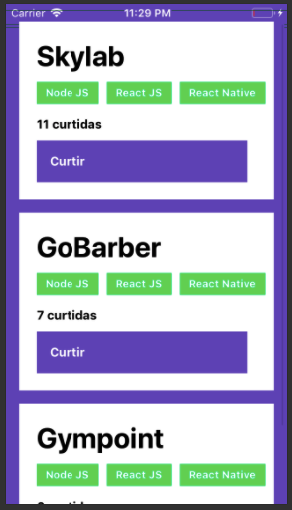 Carrier 11:29 PM
Skylab
Node JS React JS React Native
11 curtidas
Curtir
GoBarber
Node JS React JS React Native
7 curtidas
Curtir
Gympoint
Node JS React JS React Native